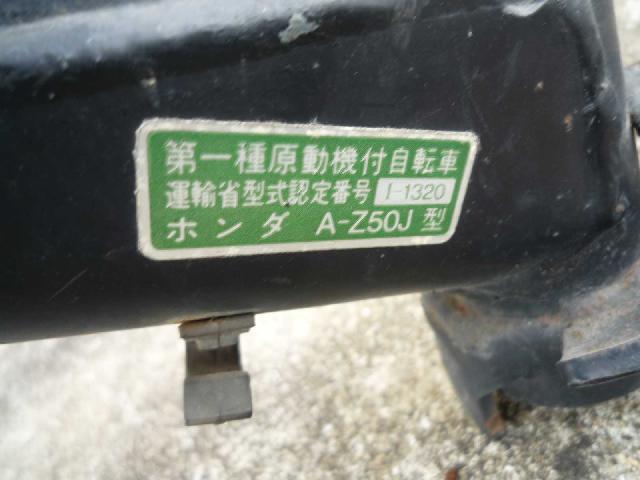 第一種原動機付自転車
運輸省型式認定番号 I-1320
ホンダ A-Z50J 型